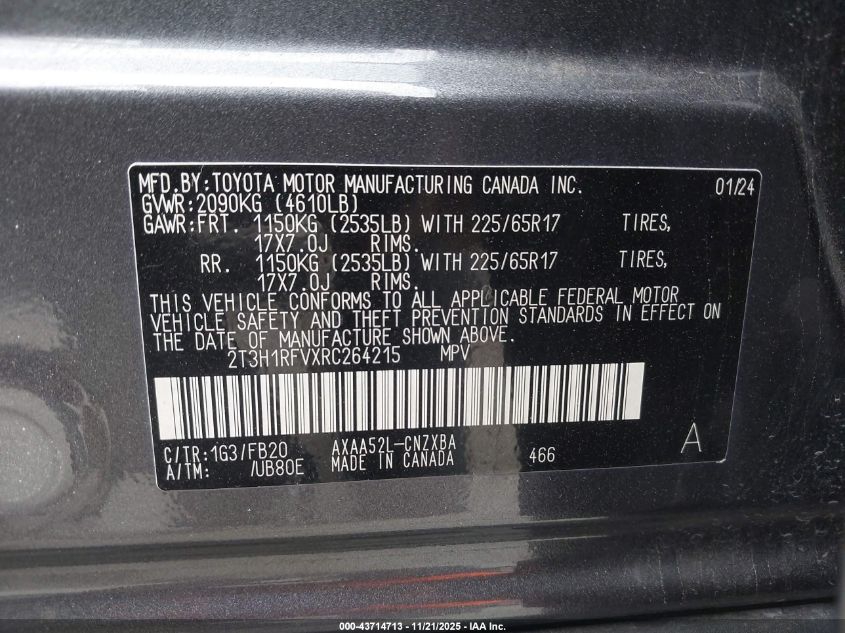 MFD.BY:TOYOTA MOTOR MANUFACTURING CANADA INC. 01/24
GVWR:2090KG (4610LB)
GAWR:FRT. 1150KG (2535LB) WITH 225/65R17 TIRES,
17X7.0J RIMS.
RR. 1150KG (2535LB) WITH 225/65R17 TIRES,
17X7.0J RIMS.
THIS VEHICLE CONFORMS TO ALL APPLICABLE FEDERAL MOTOR
VEHICLE SAFETY AND THEFT PREVENTION STANDARDS IN EFFECT ON
THE DATE OF MANUFACTURE SHOWN ABOVE.
2T3H1RFVXRC264215 MPV
C/TR:1G3/FB20 AXAA52L-CNZXBA A
A/TM: /UB80E MADE IN CANADA 466
000-43714713 - 11/21/2025 - IAA Inc.